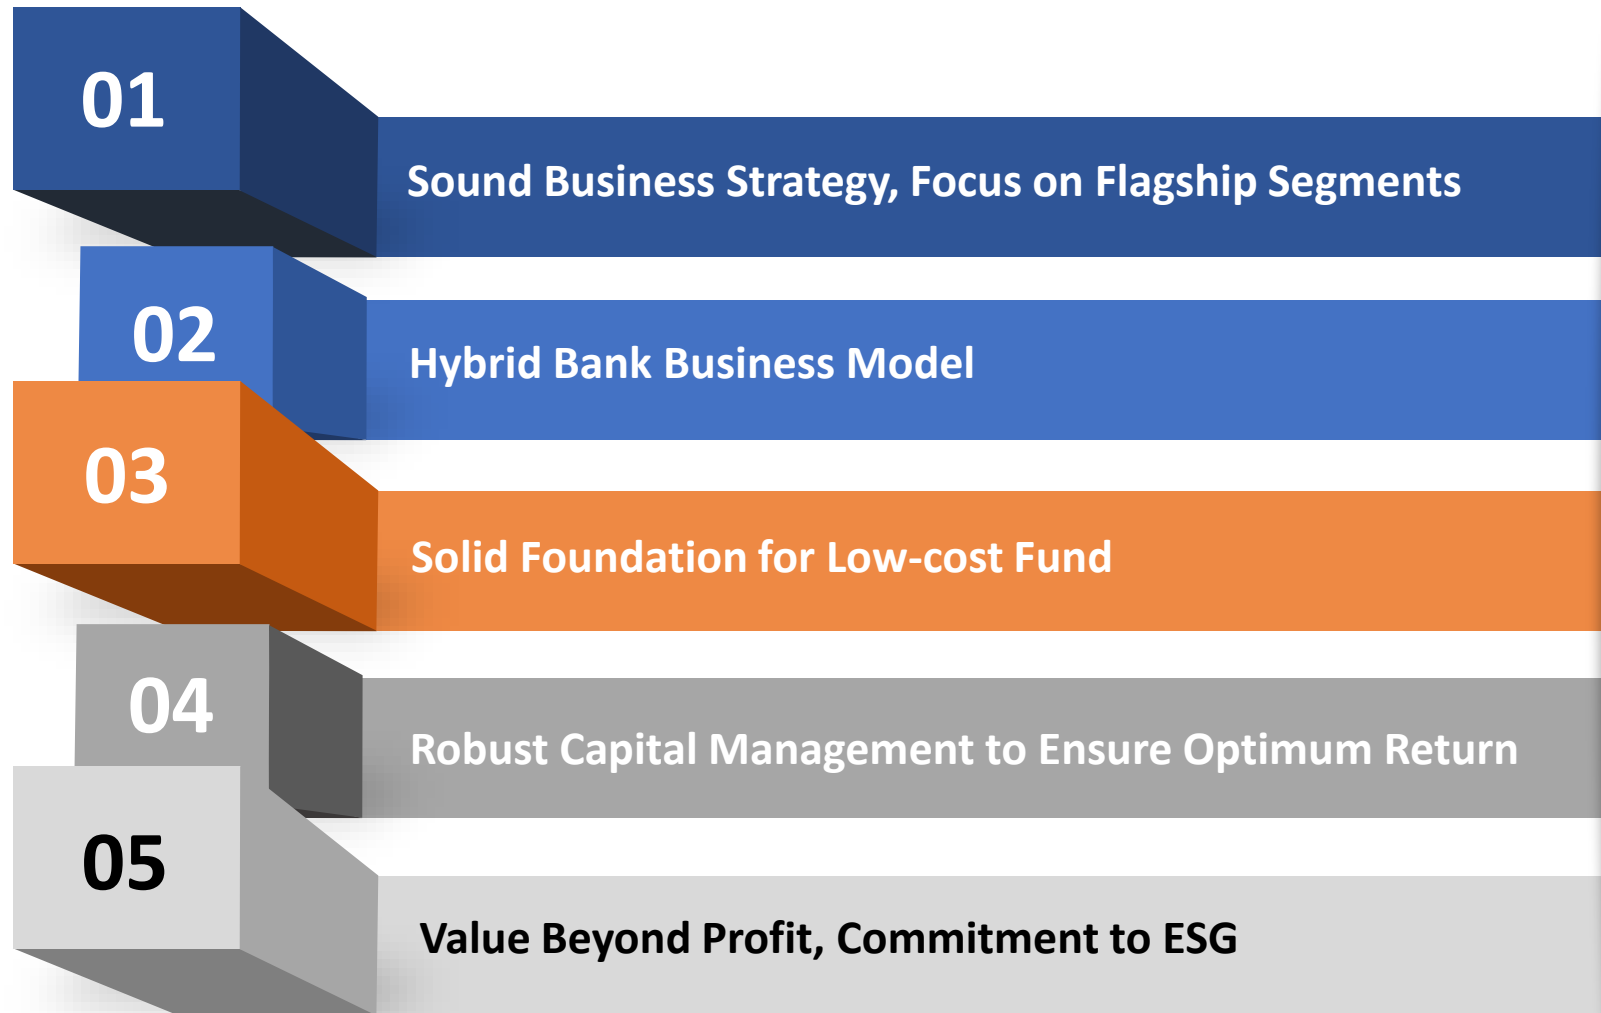 01
Sound Business Strategy, Focus on Flagship Segments
02
Hybrid Bank Business Model
03
Solid Foundation for Low-cost Fund
04
Robust Capital Management to Ensure Optimum Return
05
Value Beyond Profit, Commitment to ESG